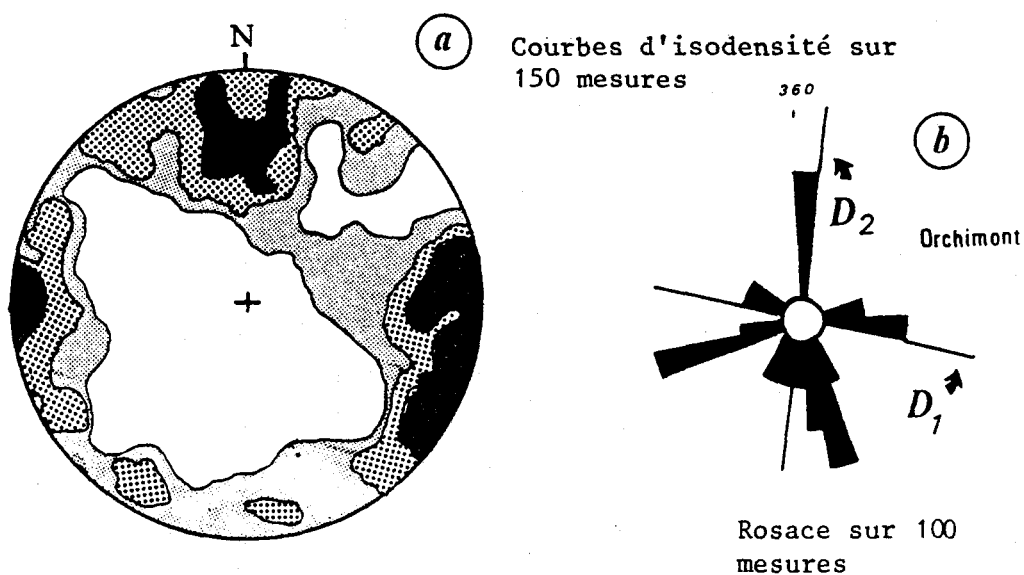 N
a
Courbes d'isodensité sur
150 mesures
360
b
D2
Orchimont
D1
Rosace sur 100
mesures